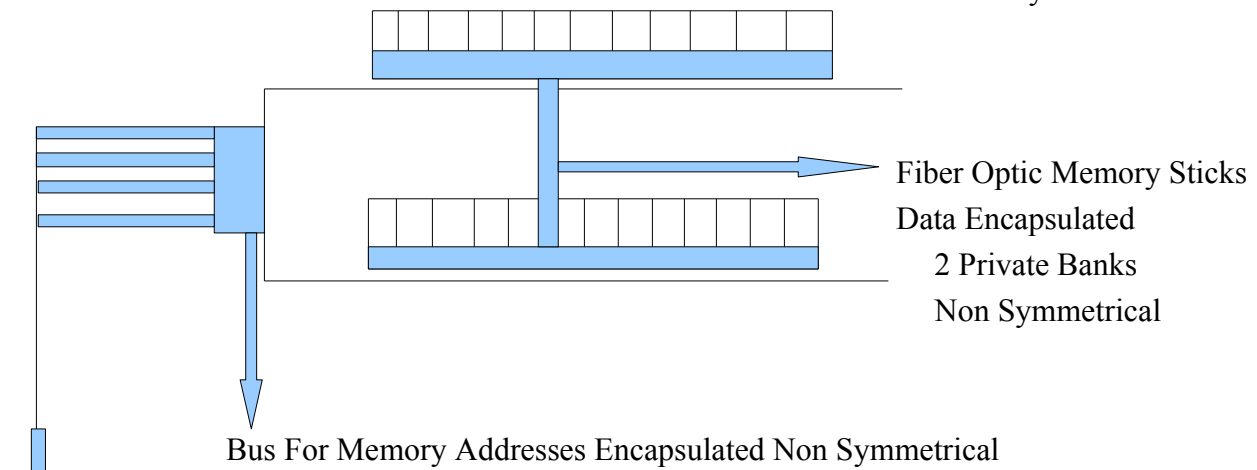 Fiber Optic Memory Sticks
Data Encapsulated
2 Private Banks
Non Symmetrical
Bus For Memory Addresses Encapsulated Non Symmetrical